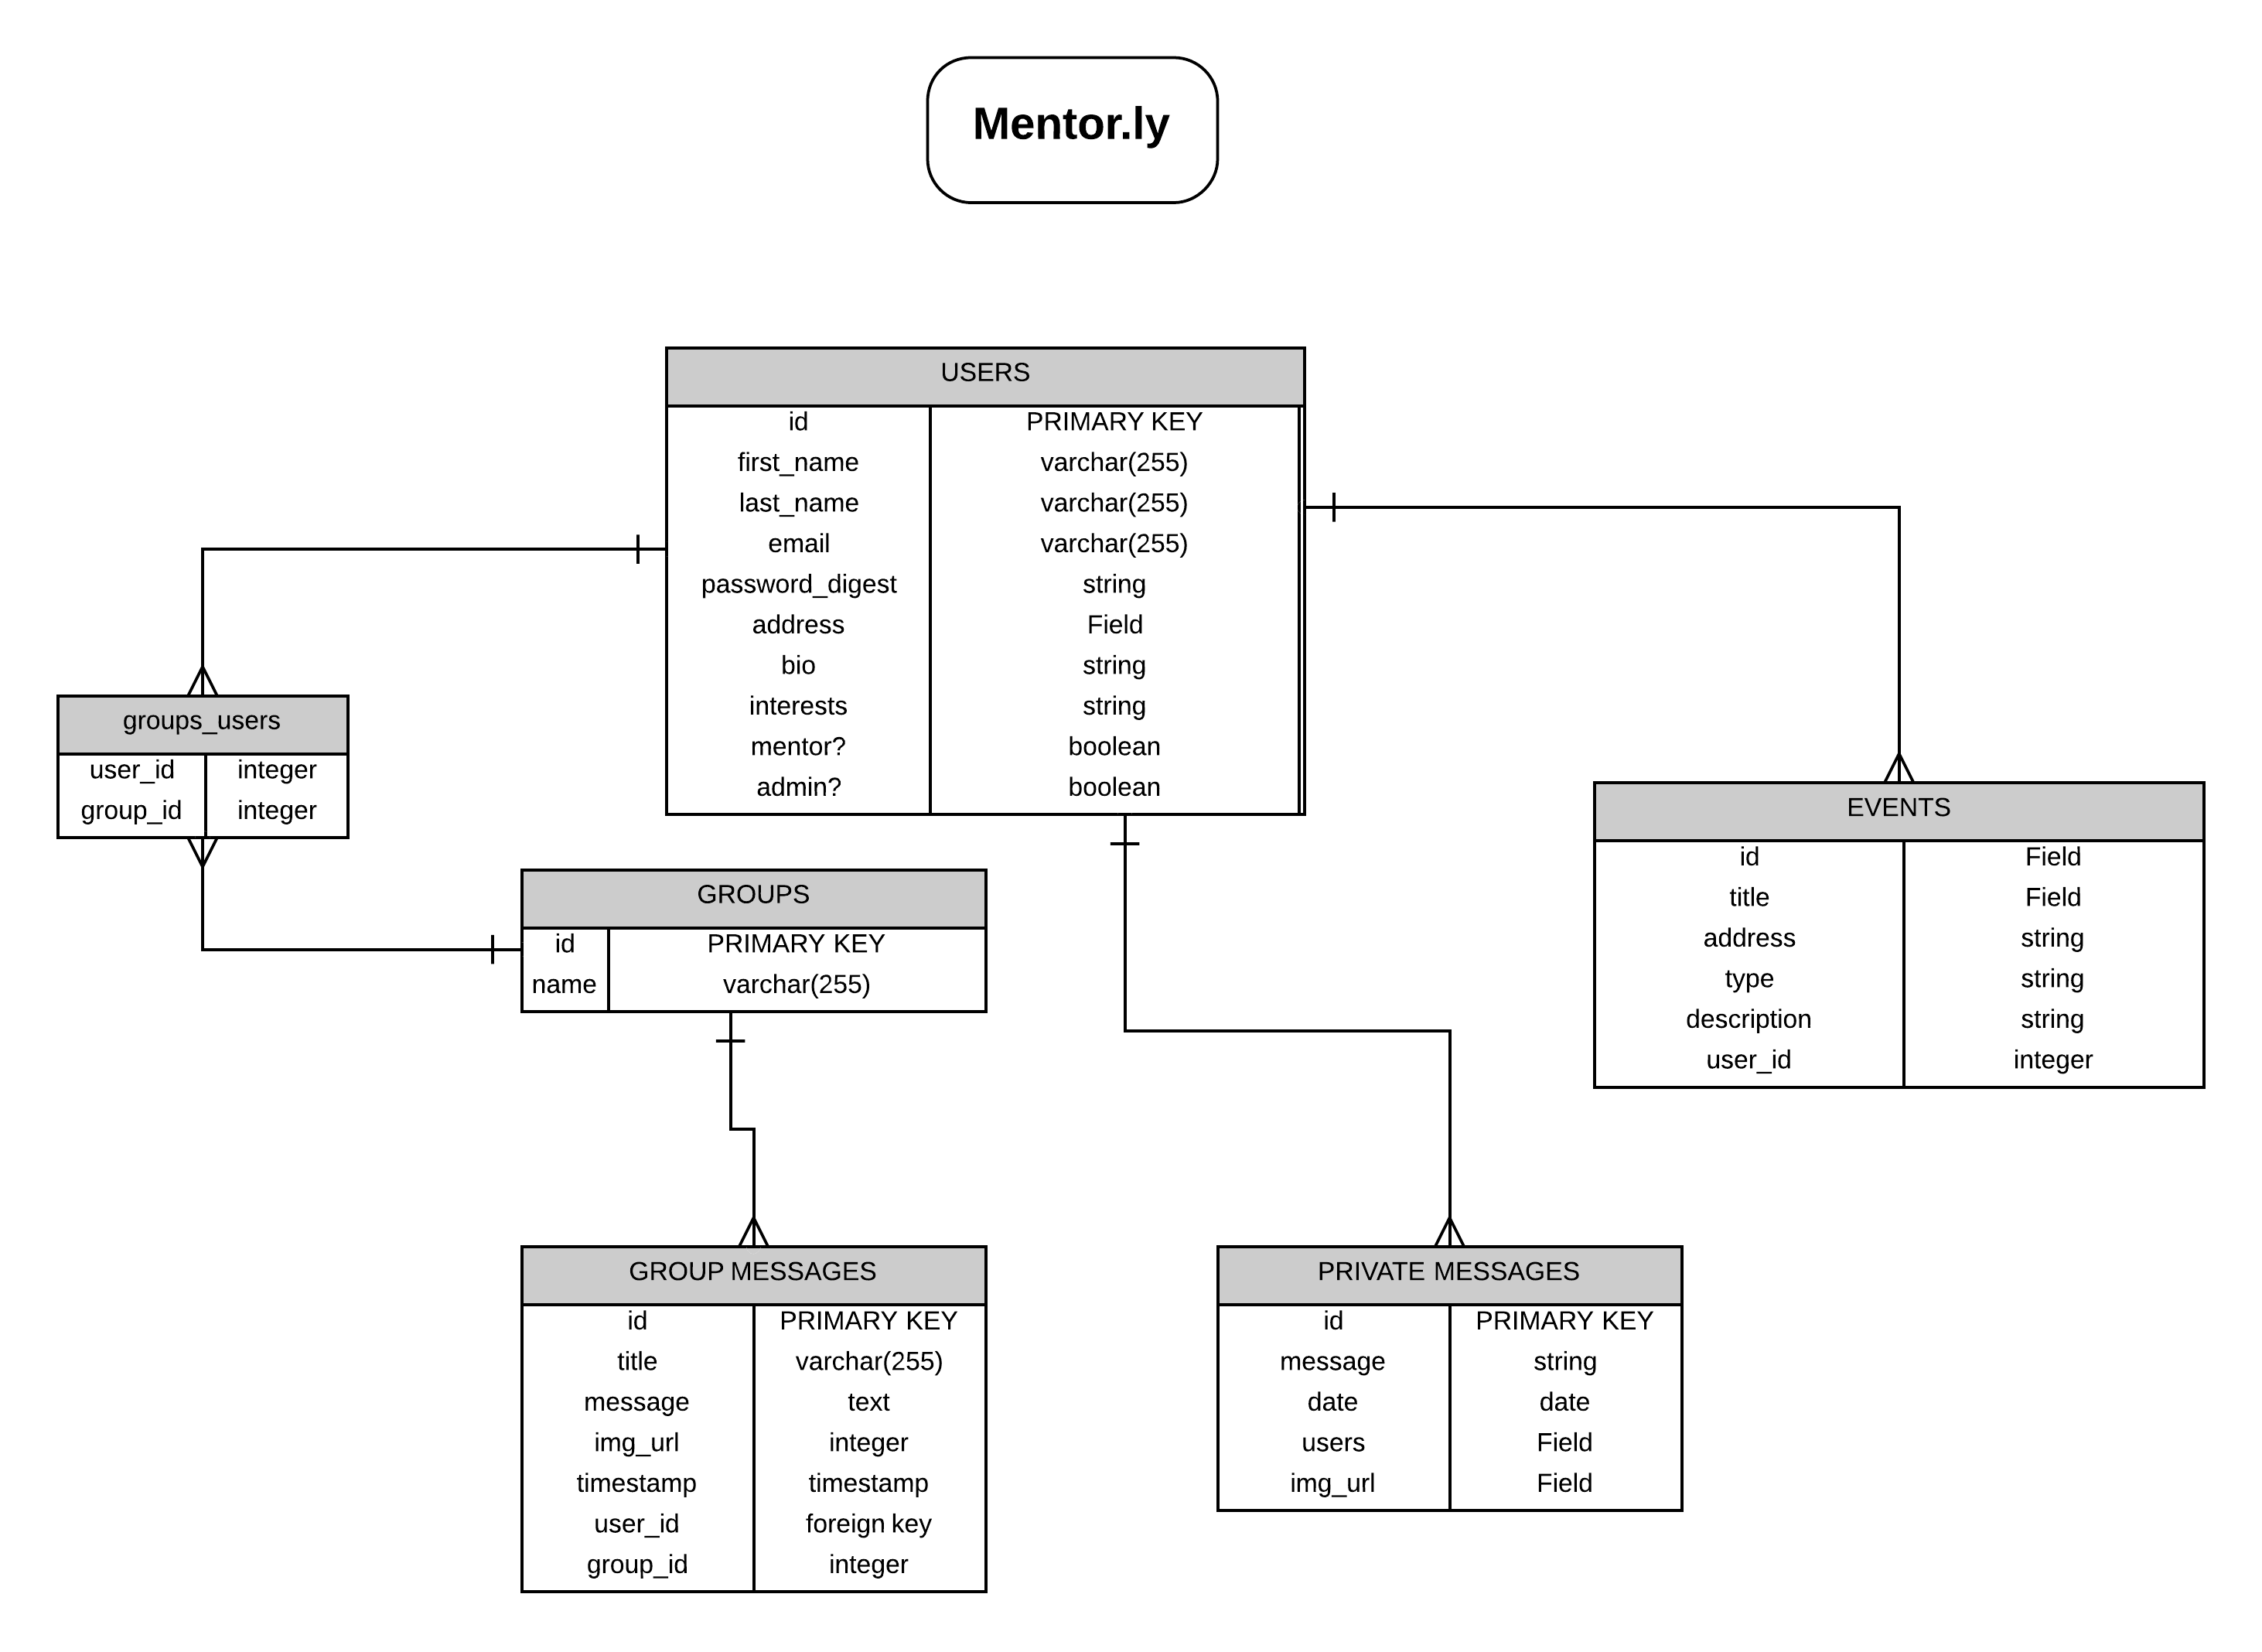 Mentor.ly
USERS
id PRIMARY KEY
first_name varchar(255)
last_name varchar(255)
email varchar(255)
password_digest string
address Field
bio string
interests string
mentor? boolean
admin? boolean
groups_users
user_id integer
group_id integer
EVENTS
id Field
title Field
address string
type string
description string
user_id integer
GROUPS
id PRIMARY KEY
name varchar(255)
GROUP MESSAGES
id PRIMARY KEY
title varchar(255)
message text
img_url integer
timestamp timestamp
user_id foreign key
group_id integer
PRIVATE MESSAGES
id PRIMARY KEY
message string
date date
users Field
img_url Field